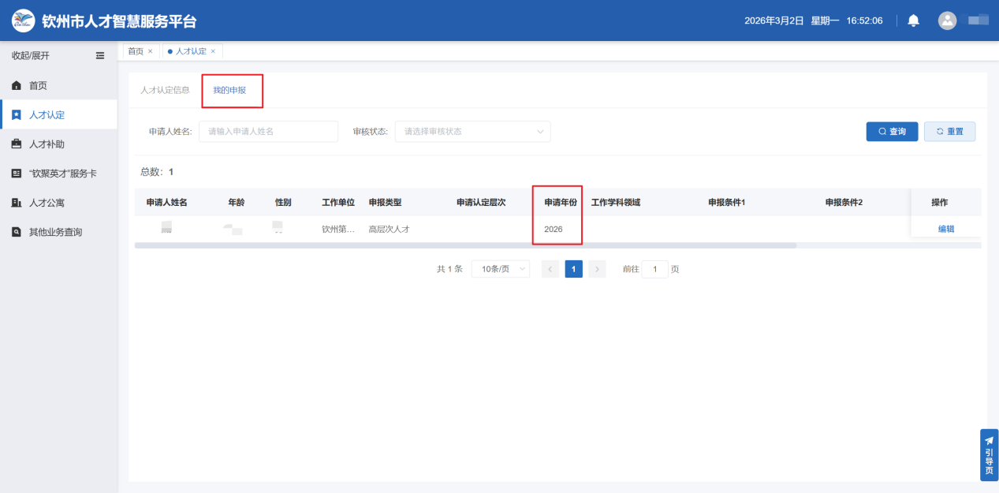 钦州市人才智慧服务平台
2026年3月2日 星期一 16:52:06
收起/展开
首页 ×
人才认定 ×
首页
人才认定
人才补助
“钦聚英才”服务卡
人才公寓
其他业务查询
人才认定信息 我的申报
申请人姓名: 请输入申请人姓名 审核状态: 请选择审核状态 查询 重置
总数: 1
申请人姓名 年龄 性别 工作单位 申报类型 申请认定层次 申请年份 工作学科领域 申报条件1 申报条件2 操作
钦州第... 高层次人才 2026 编辑
共 1 条 10条/页 1 前往 1 页
引导页